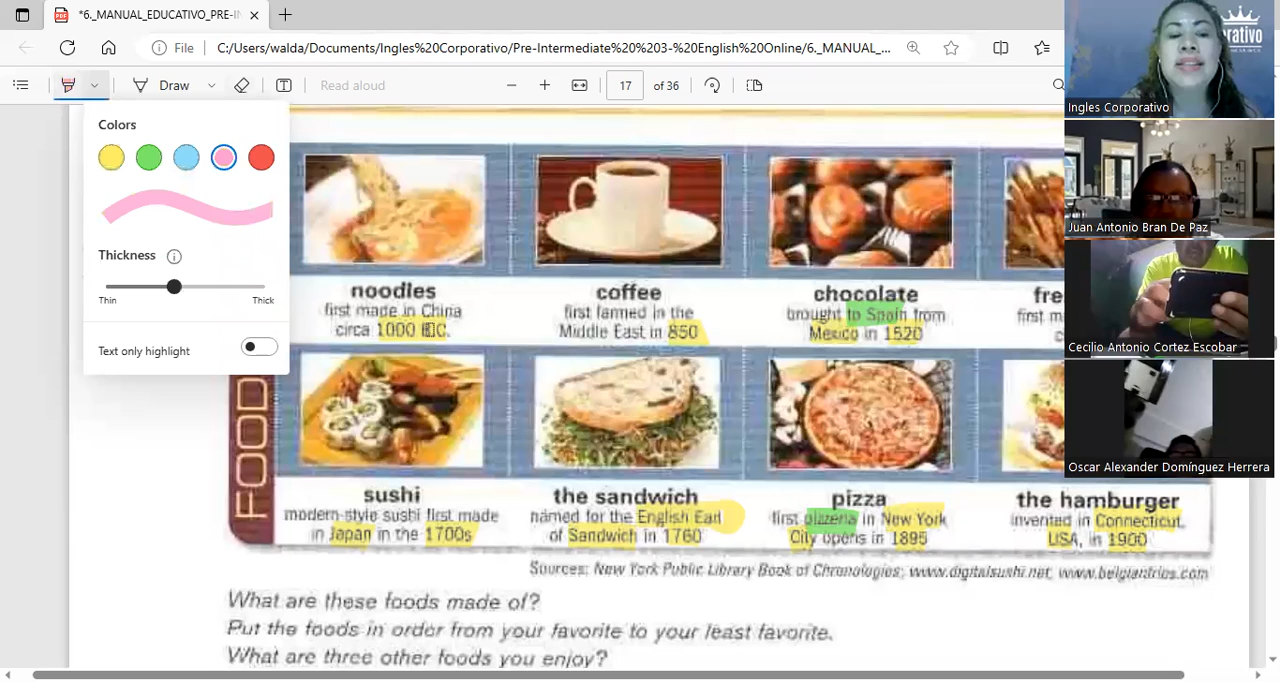 *6._MANUAL_EDUCATIVO_PRE-IN
File
C:/Users/walda/Documents/Ingles%20Corporativo/Pre-Intermediate%20%203-%20English%20Online/6._MANUAL_...
Draw
Read aloud
17
of 36
Colors
Thickness
Thin
Thick
Text only highlight
noodles
first made in China
circa 1000
coffee
first farmed in the
Middle East in 850
chocolate
brought to Spain from
Mexico in 1520
fre
first m
c
FOOD
sushi
modern-style sushi first made
in Japan in the 1700s
the sandwich
named for the English Earl
of Sandwich in 1760
pizza
first pizzeria in New York
City opens in 1895
the hamburger
invented in Connecticut,
USA, in 1900
Sources: New York Public Library Book of Chronologies; www.digitalsushi.net, www.belgianfries.com
What are these foods made of?
Put the foods in order from your favorite to your least favorite.
What are three other foods you enjoy?
orativo
Ingles Corporativo
Juan Antonio Bran De Paz
Cecilio Antonio Cortez Escobar
Oscar Alexander Domínguez Herrera